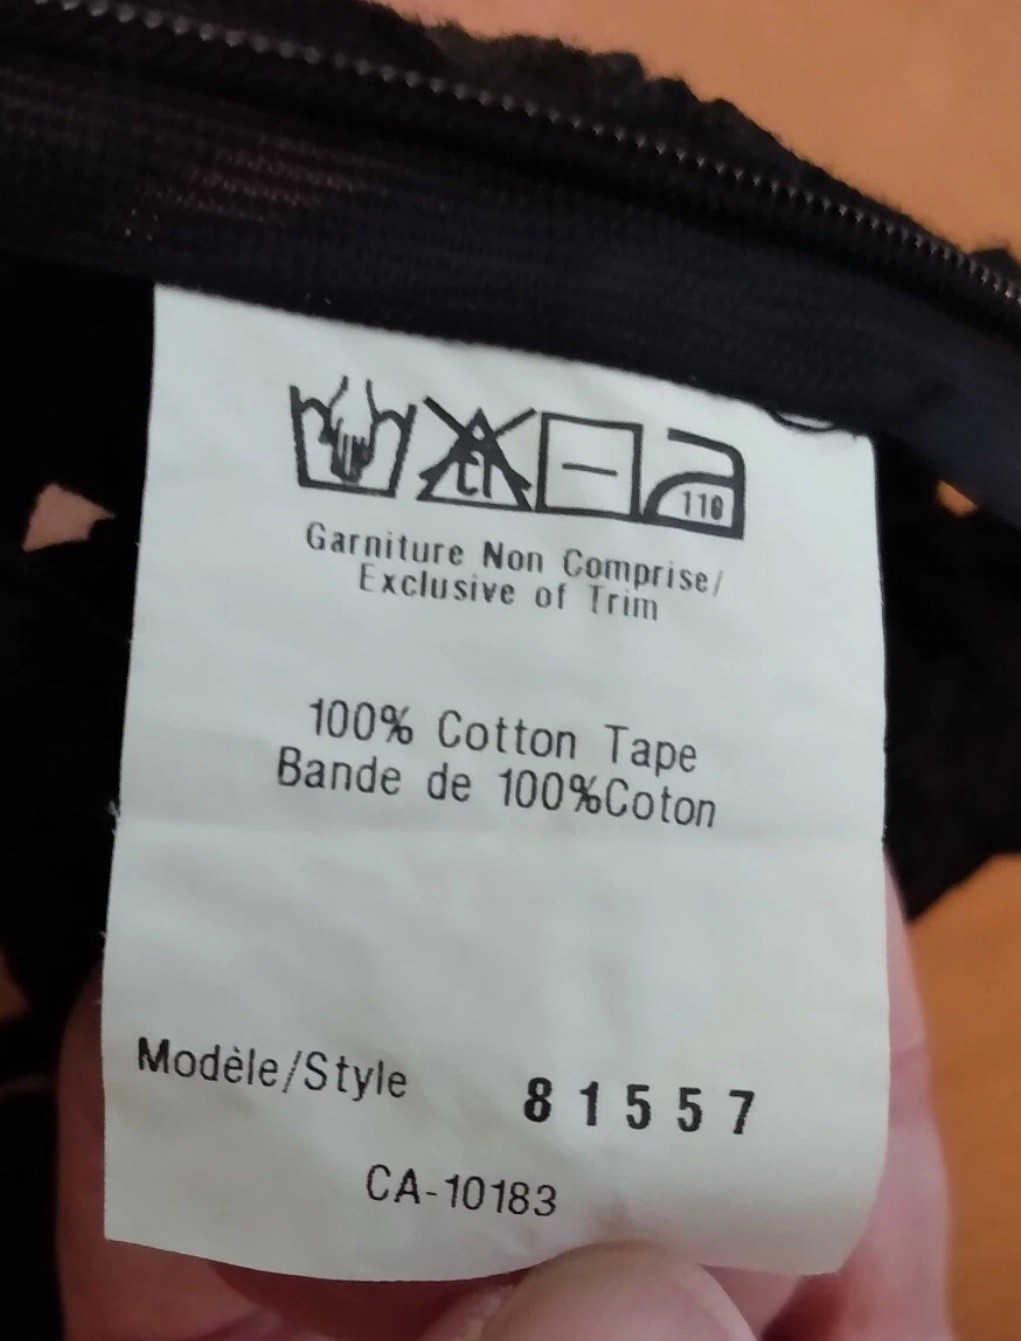 Cl
110
Garniture Non Comprise/
Exclusive of Trim
100% Cotton Tape
Bande de 100%Coton
Modèle/Style 81557
CA-10183